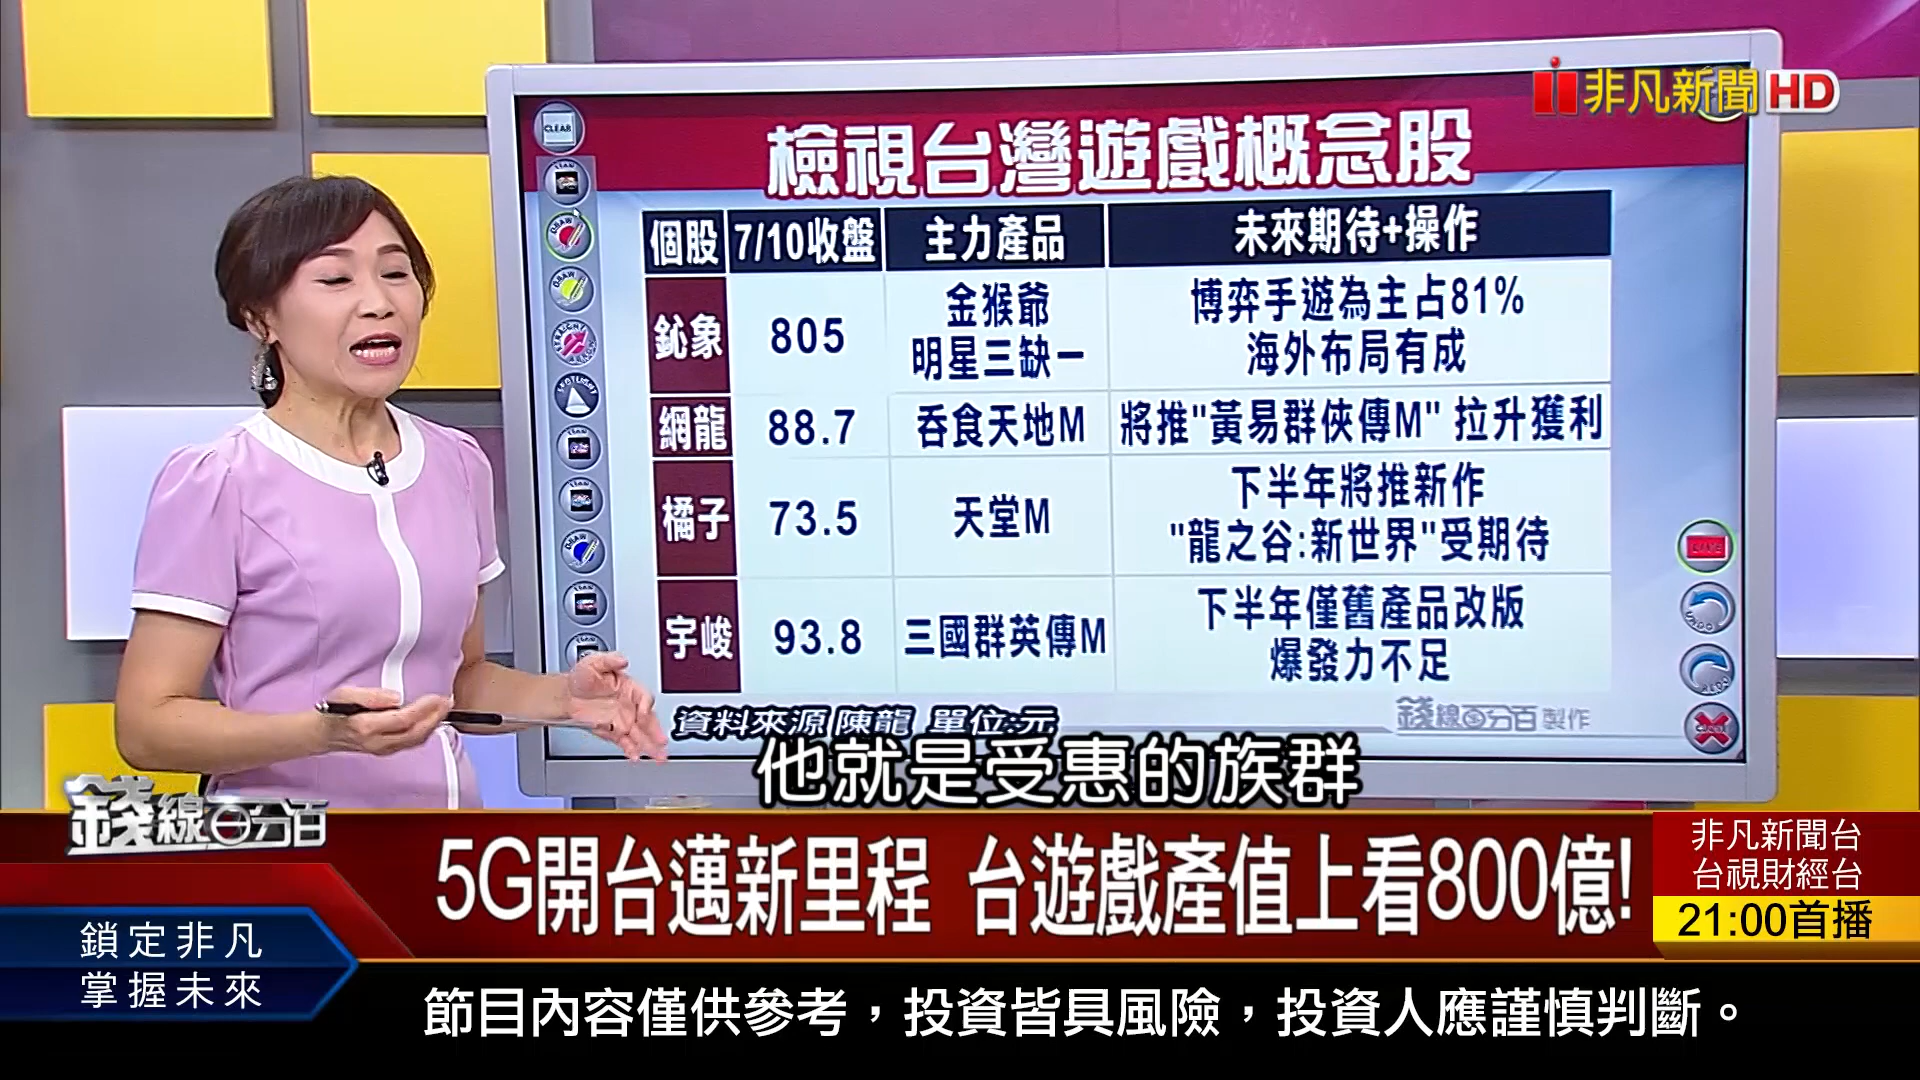 非凡新聞HD
CLEAR
檢視台灣遊戲概念股
個股 7/10收盤 主力產品 未來期待+操作
鈊象 805 金猴爺 明星三缺一 博弈手遊為主占81% 海外布局有成
網龍 88.7 吞食天地M 將推"黃易群俠傳M" 拉升獲利
橘子 73.5 天堂M 下半年將推新作 "龍之谷:新世界"受期待
宇峻 93.8 三國群英傳M 下半年僅舊產品改版 爆發力不足
資料來源 陳龍 單位:元
錢線百分百 製作
他就是受惠的族群
錢線百分百
5G開台邁新里程 台遊戲產值上看800億!
非凡新聞台
台視財經台
21:00首播
鎖定非凡
掌握未來
節目內容僅供參考，投資皆具風險，投資人應謹慎判斷。